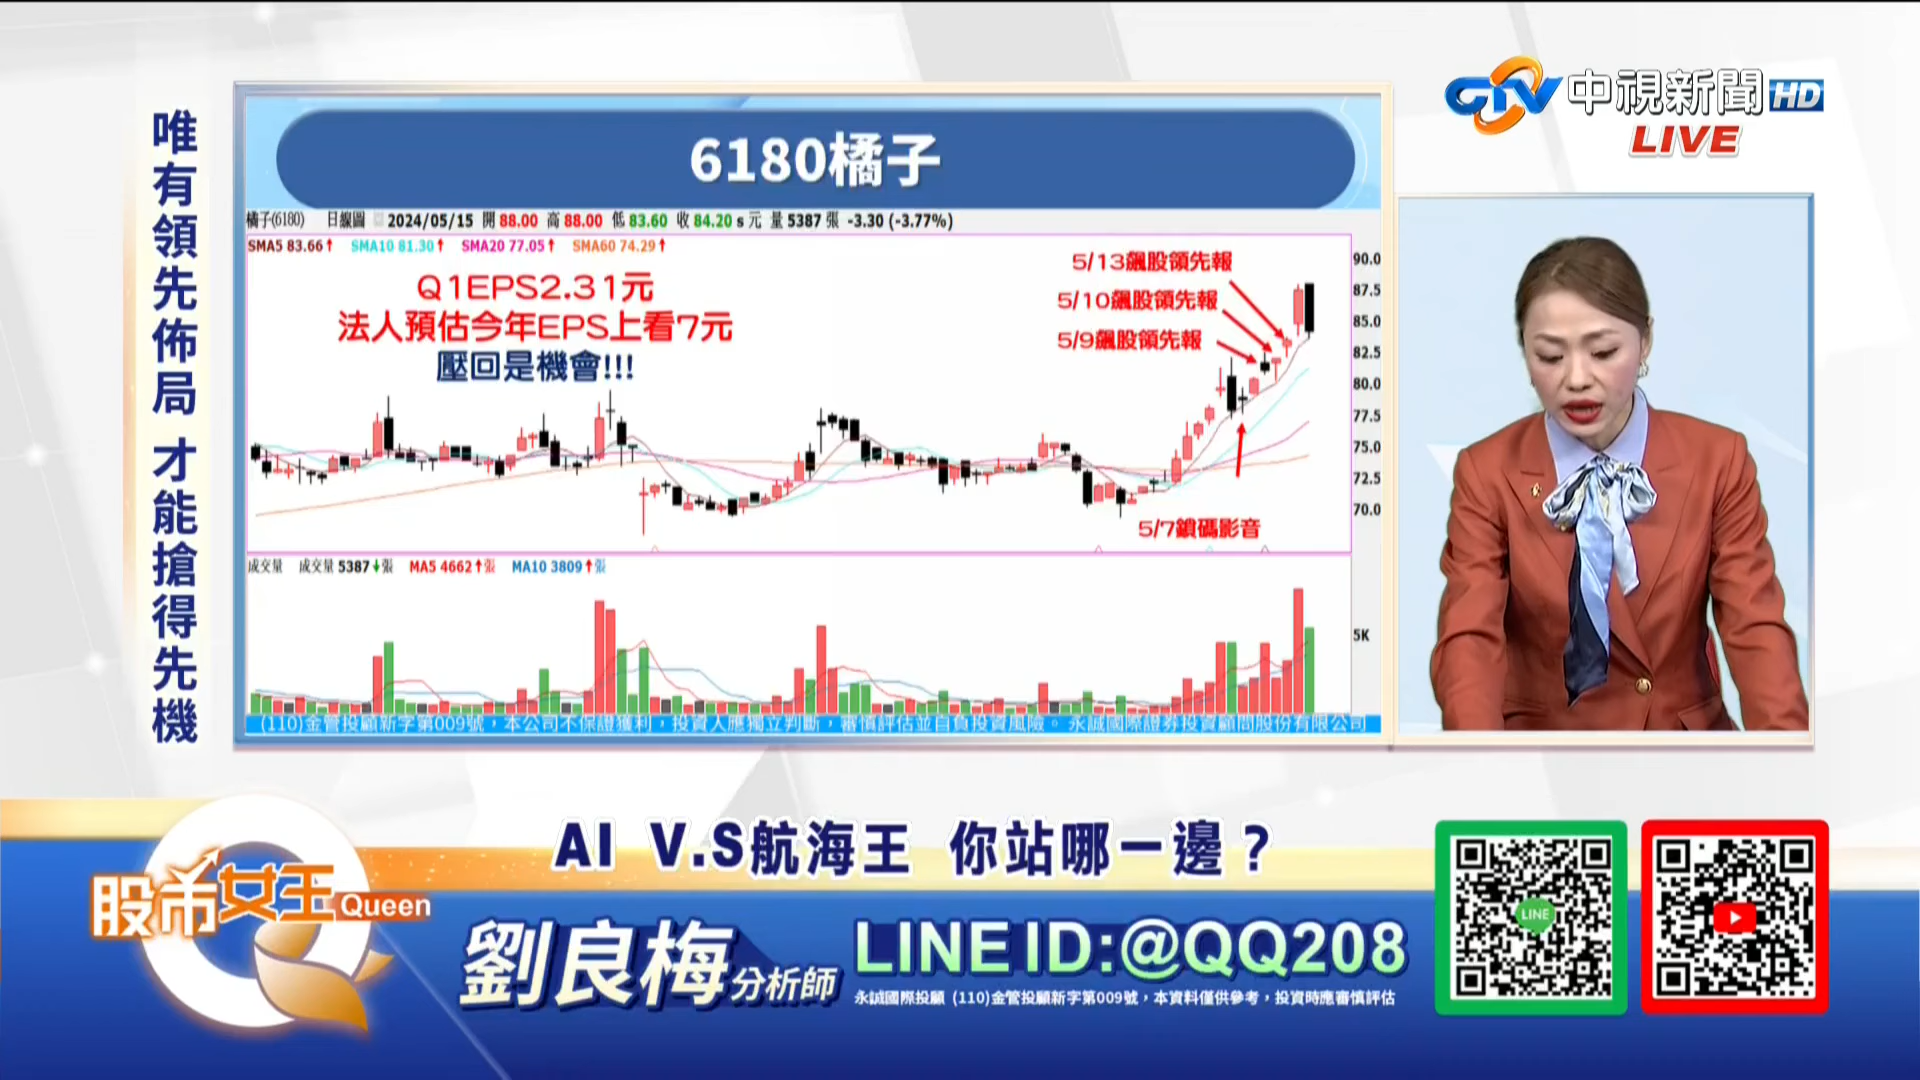 唯有領先佈局 才能搶得先機
6180橘子
CTV中視新聞HD
LIVE
橘子(6180) 日線圖 2024/05/15 開 88.00 高 88.00 低 83.60 收 84.20 s 元 量 5387 張 -3.30 (-3.77%)
SMA5 83.66↑ SMA10 81.30↑ SMA20 77.05↑ SMA60 74.29↑
Q1EPS2.31元
法人預估今年EPS上看7元
壓回是機會!!!
5/13飆股領先報
5/10飆股領先報
5/9飆股領先報
5/7鎖碼影音
90.0
87.5
85.0
82.5
80.0
77.5
75.0
72.5
70.0
成交量 成交量 5387↓張 MA5 4662↑張 MA10 3809↑張
5K
(110)金管投顧新字第009號，本公司不保證獲利，投資人應獨立判斷，審慎評估並自負投資風險。永誠國際證券投資顧問股份有限公司
AI V.S航海王 你站哪一邊？
股市女王Queen
劉良梅分析師
LINE ID:@QQ208
永誠國際投顧 (110)金管投顧新字第009號，本資料僅供參考，投資時應審慎評估
LINE